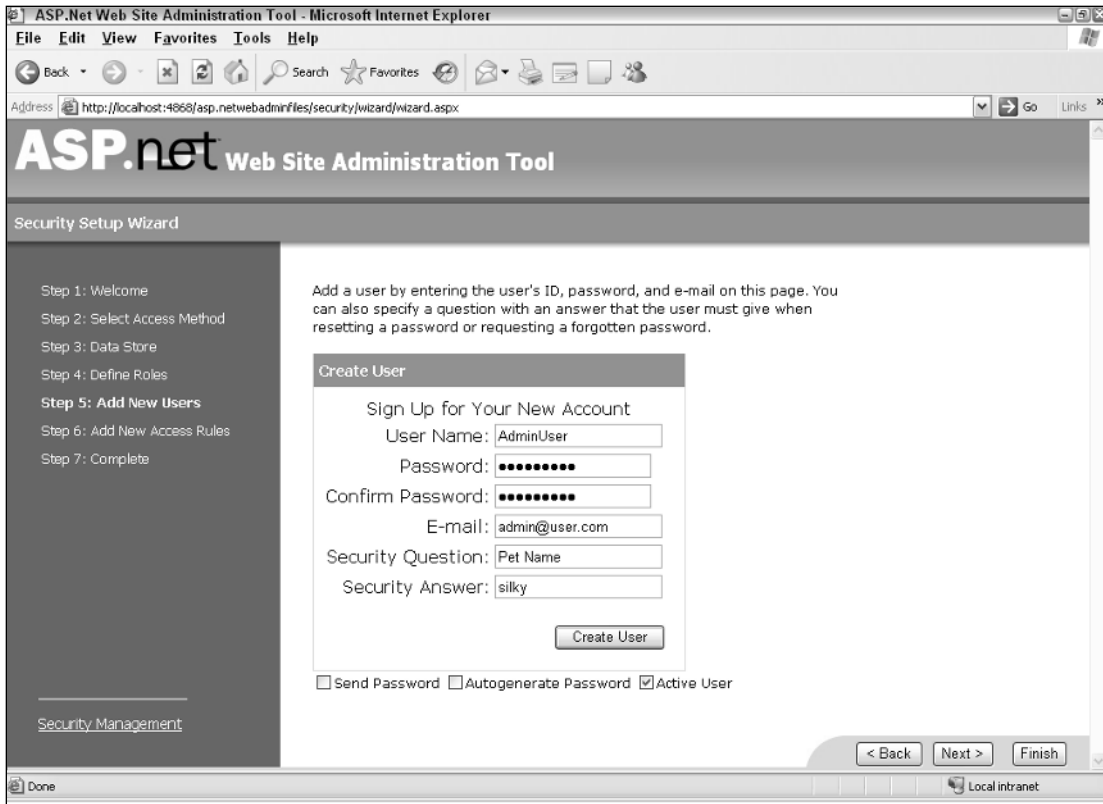 ASP.Net Web Site Administration Tool - Microsoft Internet Explorer
File Edit View Favorites Tools Help
Back Search Favorites
Address http://localhost:4868/asp.netwebadminfiles/security/wizard/wizard.aspx Go Links »
ASP.net Web Site Administration Tool
Security Setup Wizard
Step 1: Welcome
Step 2: Select Access Method
Step 3: Data Store
Step 4: Define Roles
Step 5: Add New Users
Step 6: Add New Access Rules
Step 7: Complete
Security Management
Add a user by entering the user's ID, password, and e-mail on this page. You
can also specify a question with an answer that the user must give when
resetting a password or requesting a forgotten password.
Create User
Sign Up for Your New Account
User Name: AdminUser
Password: •••••••••
Confirm Password: •••••••••
E-mail: admin@user.com
Security Question: Pet Name
Security Answer: silky
Create User
Send Password Autogenerate Password Active User
< Back Next > Finish
Done Local intranet